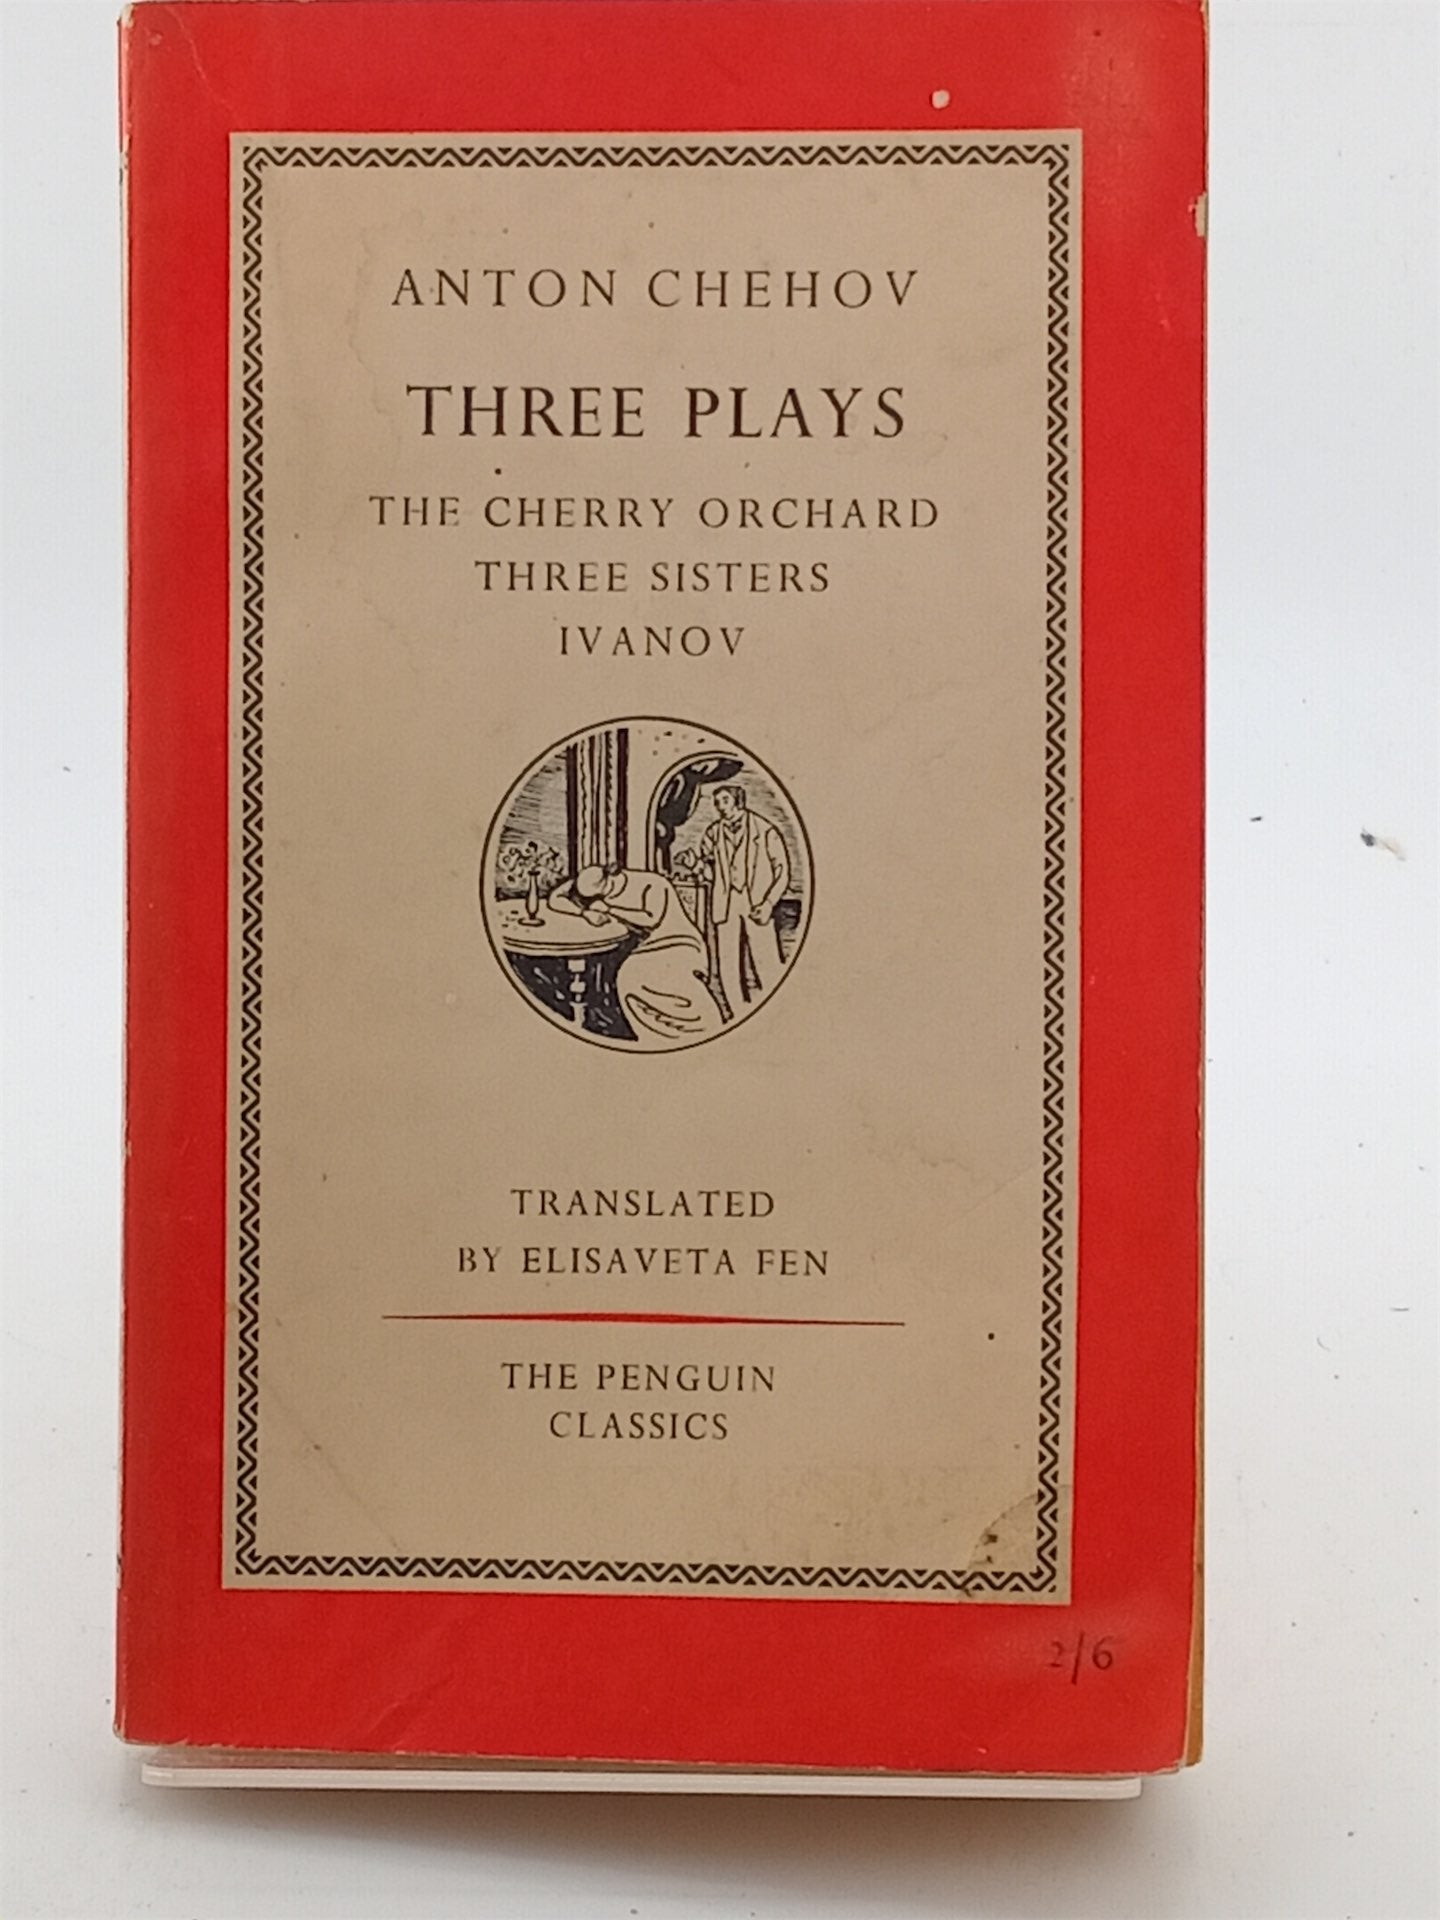 ANTON CHEHOV
THREE PLAYS
THE CHERRY ORCHARD
THREE SISTERS
IVANOV
TRANSLATED
BY ELISAVETA FEN
THE PENGUIN
CLASSICS
2/6